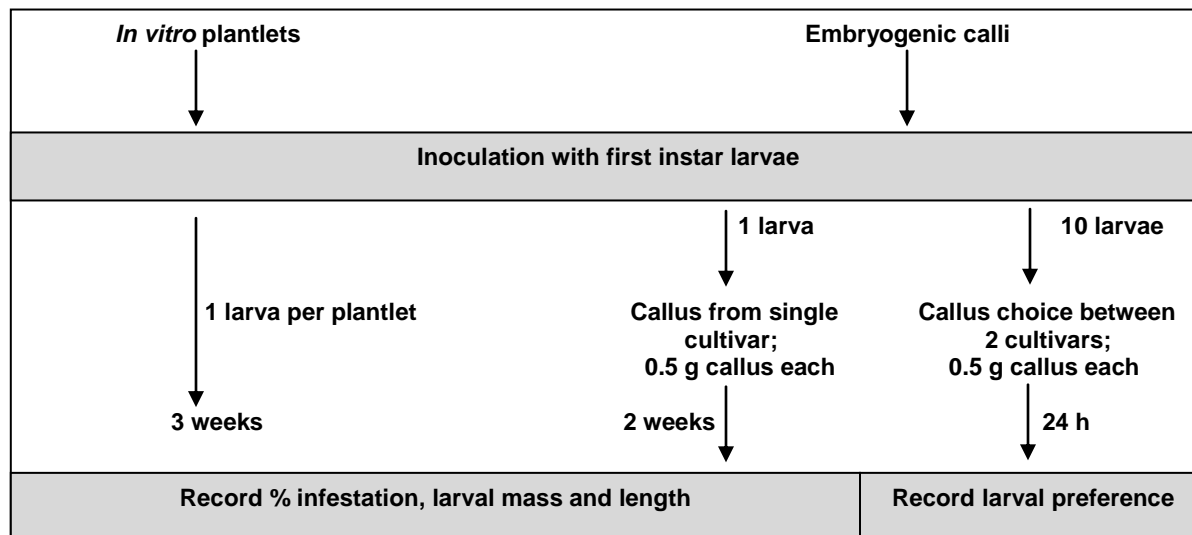 In vitro plantlets
Embryogenic calli
Inoculation with first instar larvae
1 larva
10 larvae
1 larva per plantlet
Callus from single
cultivar;
0.5 g callus each
Callus choice between
2 cultivars;
0.5 g callus each
3 weeks
2 weeks
24 h
Record % infestation, larval mass and length
Record larval preference